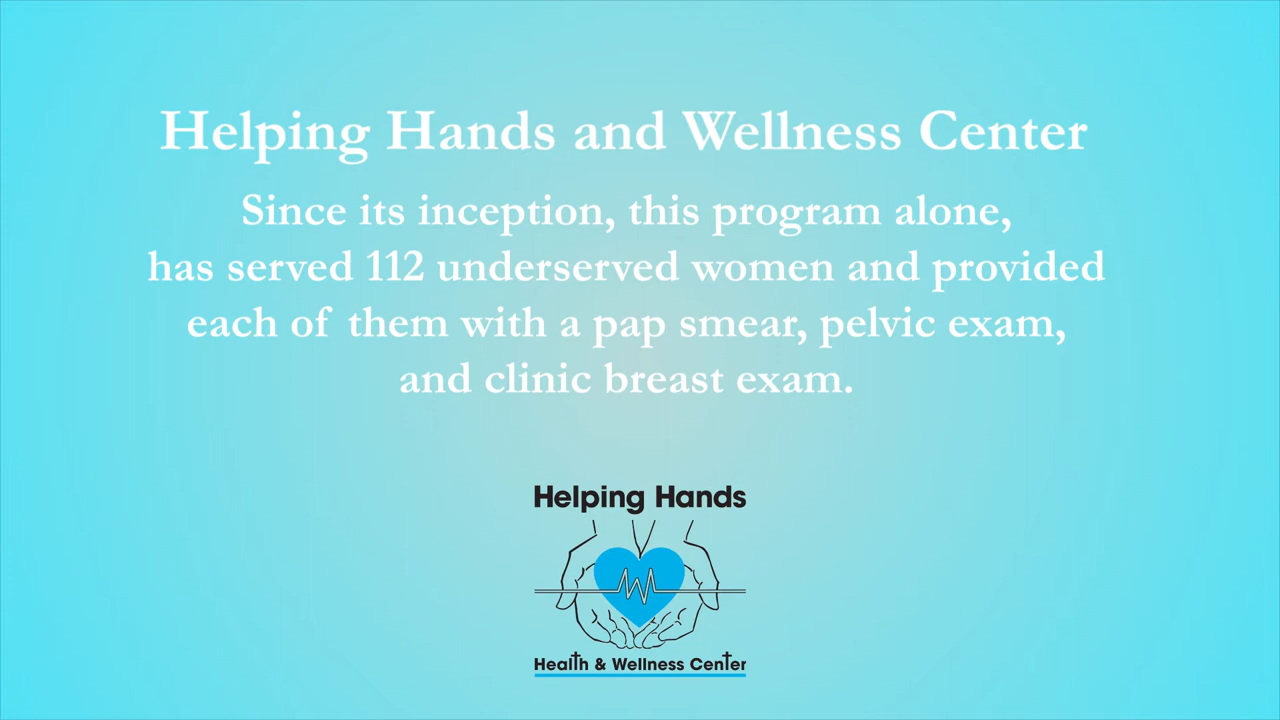 Helping Hands and Wellness Center
Since its inception, this program alone,
has served 112 underserved women and provided
each of them with a pap smear, pelvic exam,
and clinic breast exam.
Helping Hands
Health & Wellness Center